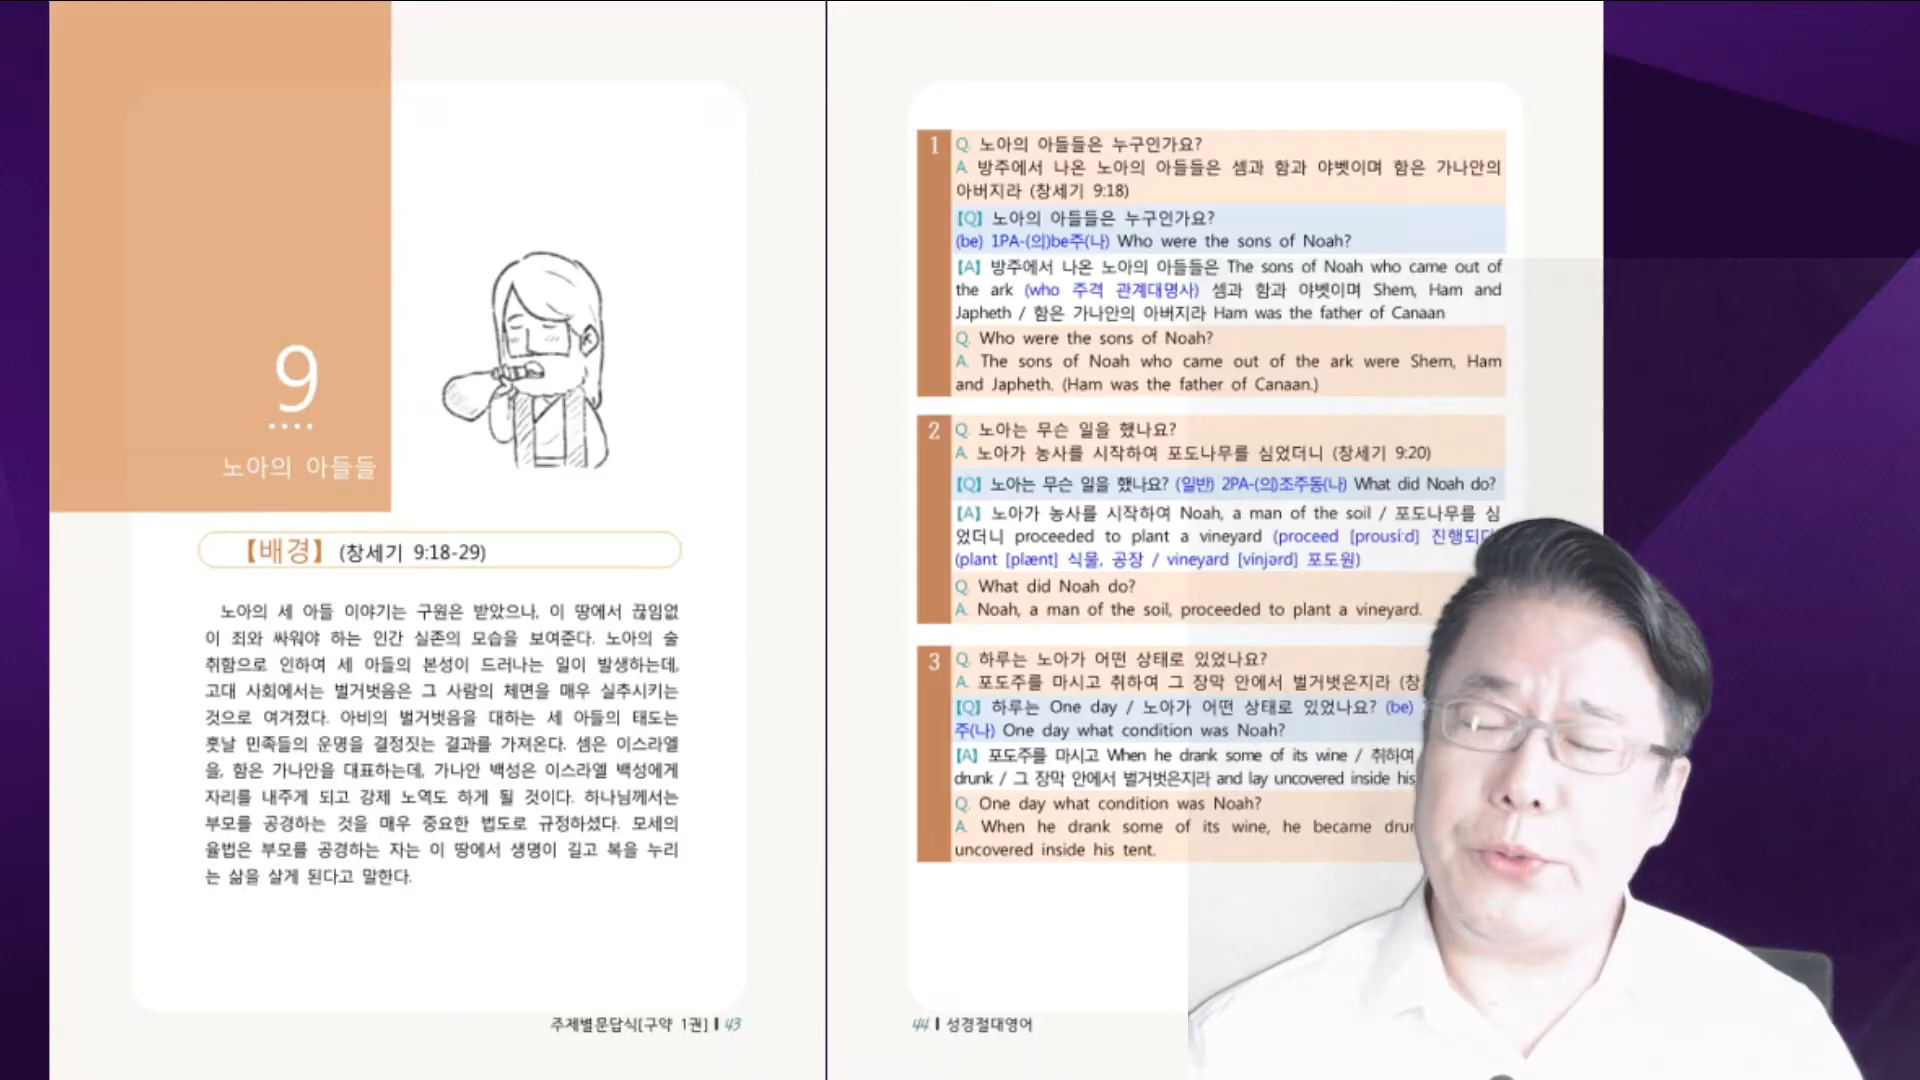 9
노아의 아들들
【배경】 (창세기 9:18-29)
노아의 세 아들 이야기는 구원은 받았으나, 이 땅에서 끊임없
이 죄와 싸워야 하는 인간 실존의 모습을 보여준다. 노아의 술
취함으로 인하여 세 아들의 본성이 드러나는 일이 발생하는데,
고대 사회에서는 벌거벗음은 그 사람의 체면을 매우 실추시키는
것으로 여겨졌다. 아비의 벌거벗음을 대하는 세 아들의 태도는
훗날 민족들의 운명을 결정짓는 결과를 가져온다. 셈은 이스라엘
을, 함은 가나안을 대표하는데, 가나안 백성은 이스라엘 백성에게
자리를 내주게 되고 강제 노역도 하게 될 것이다. 하나님께서는
부모를 공경하는 것을 매우 중요한 법도로 규정하셨다. 모세의
율법은 부모를 공경하는 자는 이 땅에서 생명이 길고 복을 누리
는 삶을 살게 된다고 말한다.
주제별문답식[구약 1권] I 43
1
Q. 노아의 아들들은 누구인가요?
A. 방주에서 나온 노아의 아들들은 셈과 함과 야벳이며 함은 가나안의
아버지라 (창세기 9:18)
【Q】 노아의 아들들은 누구인가요?
(be) 1PA-(의)be주(나) Who were the sons of Noah?
【A】 방주에서 나온 노아의 아들들은 The sons of Noah who came out of
the ark (who 주격 관계대명사) 셈과 함과 야벳이며 Shem, Ham and
Japheth / 함은 가나안의 아버지라 Ham was the father of Canaan
Q. Who were the sons of Noah?
A. The sons of Noah who came out of the ark were Shem, Ham
and Japheth. (Ham was the father of Canaan.)
2
Q. 노아는 무슨 일을 했나요?
A. 노아가 농사를 시작하여 포도나무를 심었더니 (창세기 9:20)
【Q】 노아는 무슨 일을 했나요? (일반) 2PA-(의)조주동(나) What did Noah do?
【A】 노아가 농사를 시작하여 Noah, a man of the soil / 포도나무를 심
었더니 proceeded to plant a vineyard (proceed [prousíːd] 진행되다
(plant [plænt] 식물, 공장 / vineyard [vínjərd] 포도원)
Q. What did Noah do?
A. Noah, a man of the soil, proceeded to plant a vineyard.
3
Q. 하루는 노아가 어떤 상태로 있었나요?
A. 포도주를 마시고 취하여 그 장막 안에서 벌거벗은지라 (창
【Q】 하루는 One day / 노아가 어떤 상태로 있었나요? (be)
주(나) One day what condition was Noah?
【A】 포도주를 마시고 When he drank some of its wine / 취하여
drunk / 그 장막 안에서 벌거벗은지라 and lay uncovered inside his
Q. One day what condition was Noah?
A. When he drank some of its wine, he became
uncovered inside his tent.
44 I 성경절대영어